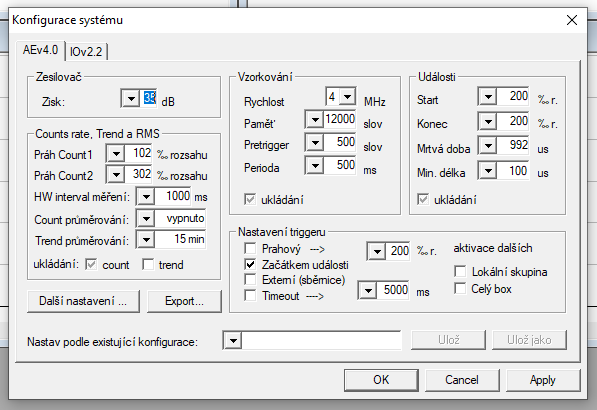 Konfigurace systému
AEv4.0
IOv2.2
Zesilovač
Zisk: 35 dB
Counts rate, Trend a RMS
Práh Count1 102 ‰ rozsahu
Práh Count2 302 ‰ rozsahu
HW interval měření: 1000 ms
Count průměrování: vypnuto
Trend průměrování: 15 min
ukládání: count trend
Další nastavení ...
Export...
Vzorkování
Rychlost 4 MHz
Paměť 12000 slov
Pretrigger 500 slov
Perioda 500 ms
ukládání
Události
Start 200 ‰ r.
Konec 200 ‰ r.
Mrtvá doba 992 us
Min. délka 100 us
ukládání
Nastavení triggeru
Prahový ---> 200 ‰ r.
Začátkem události
Externí (sběrnice)
Timeout ----> 5000 ms
aktivace dalších
Lokální skupina
Celý box
Nastav podle existující konfigurace:
Ulož
Ulož jako
OK
Cancel
Apply